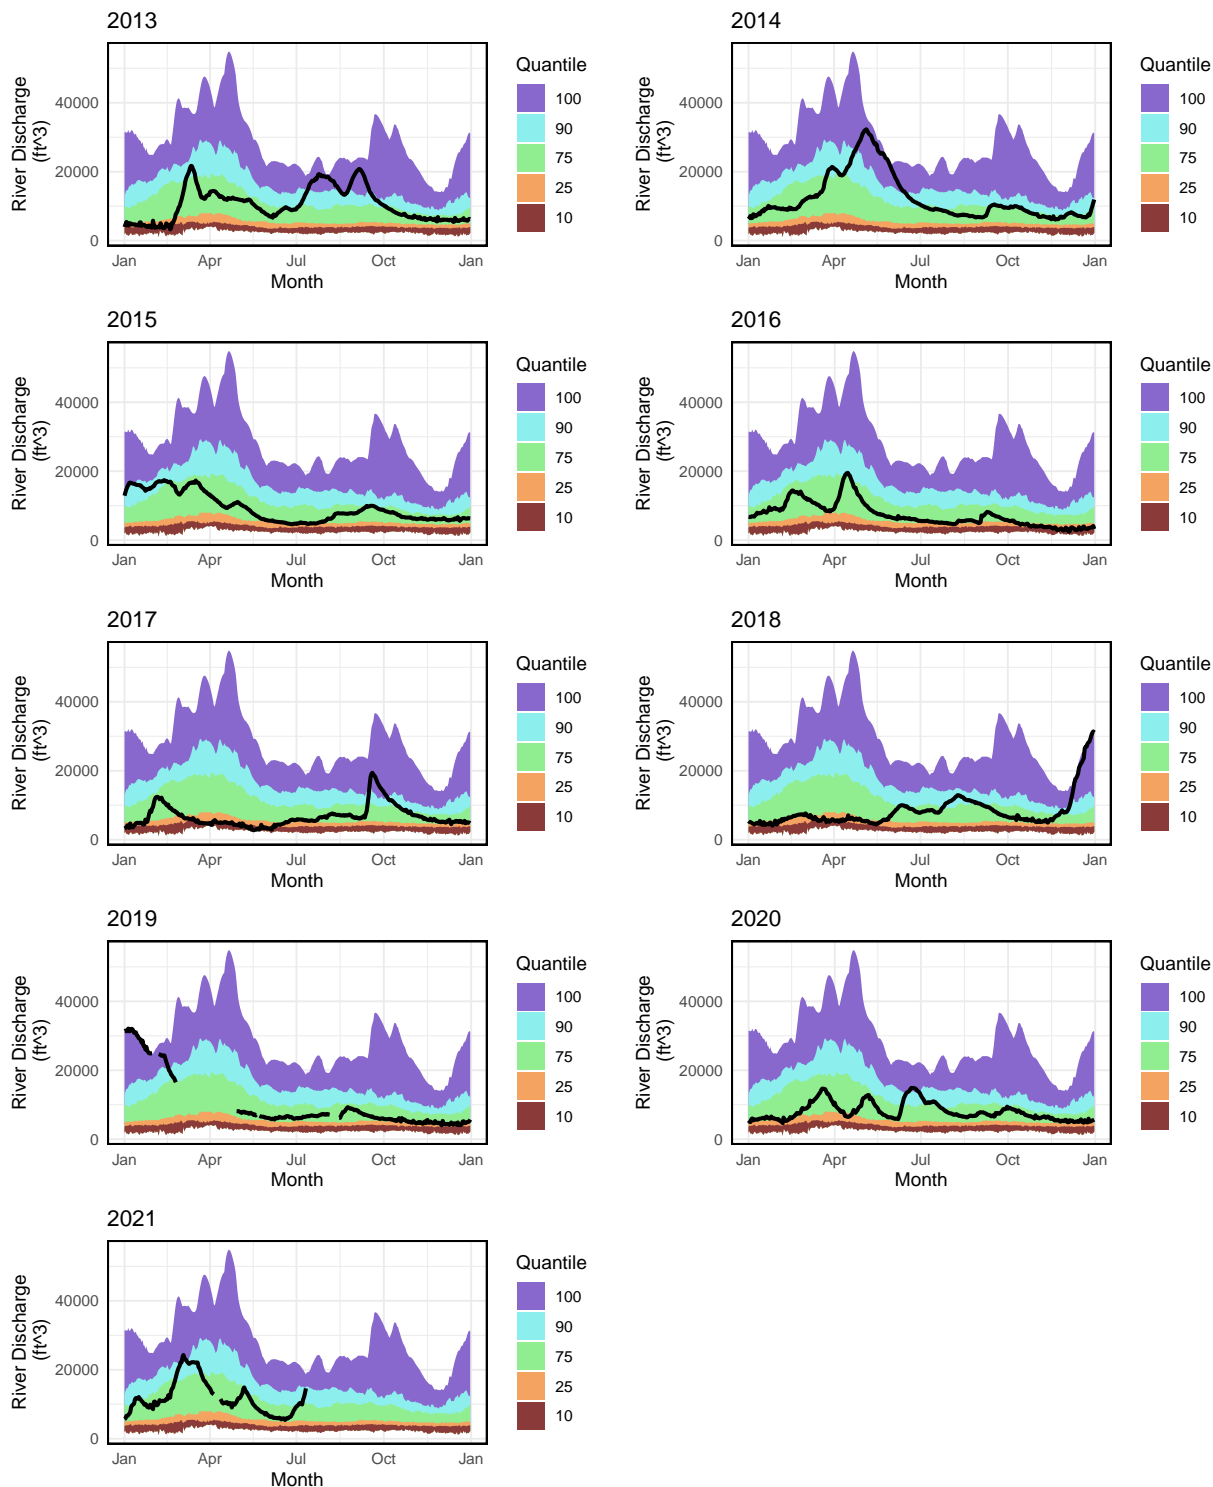 2013
River Discharge
(ft^3)
40000
20000
0
Jan
Apr
Jul
Oct
Jan
Month
Quantile
100
90
75
25
10
2014
River Discharge
(ft^3)
40000
20000
0
Jan
Apr
Jul
Oct
Jan
Month
Quantile
100
90
75
25
10
2015
River Discharge
(ft^3)
40000
20000
0
Jan
Apr
Jul
Oct
Jan
Month
Quantile
100
90
75
25
10
2016
River Discharge
(ft^3)
40000
20000
0
Jan
Apr
Jul
Oct
Jan
Month
Quantile
100
90
75
25
10
2017
River Discharge
(ft^3)
40000
20000
0
Jan
Apr
Jul
Oct
Jan
Month
Quantile
100
90
75
25
10
2018
River Discharge
(ft^3)
40000
20000
0
Jan
Apr
Jul
Oct
Jan
Month
Quantile
100
90
75
25
10
2019
River Discharge
(ft^3)
40000
20000
0
Jan
Apr
Jul
Oct
Jan
Month
Quantile
100
90
75
25
10
2020
River Discharge
(ft^3)
40000
20000
0
Jan
Apr
Jul
Oct
Jan
Month
Quantile
100
90
75
25
10
2021
River Discharge
(ft^3)
40000
20000
0
Jan
Apr
Jul
Oct
Jan
Month
Quantile
100
90
75
25
10